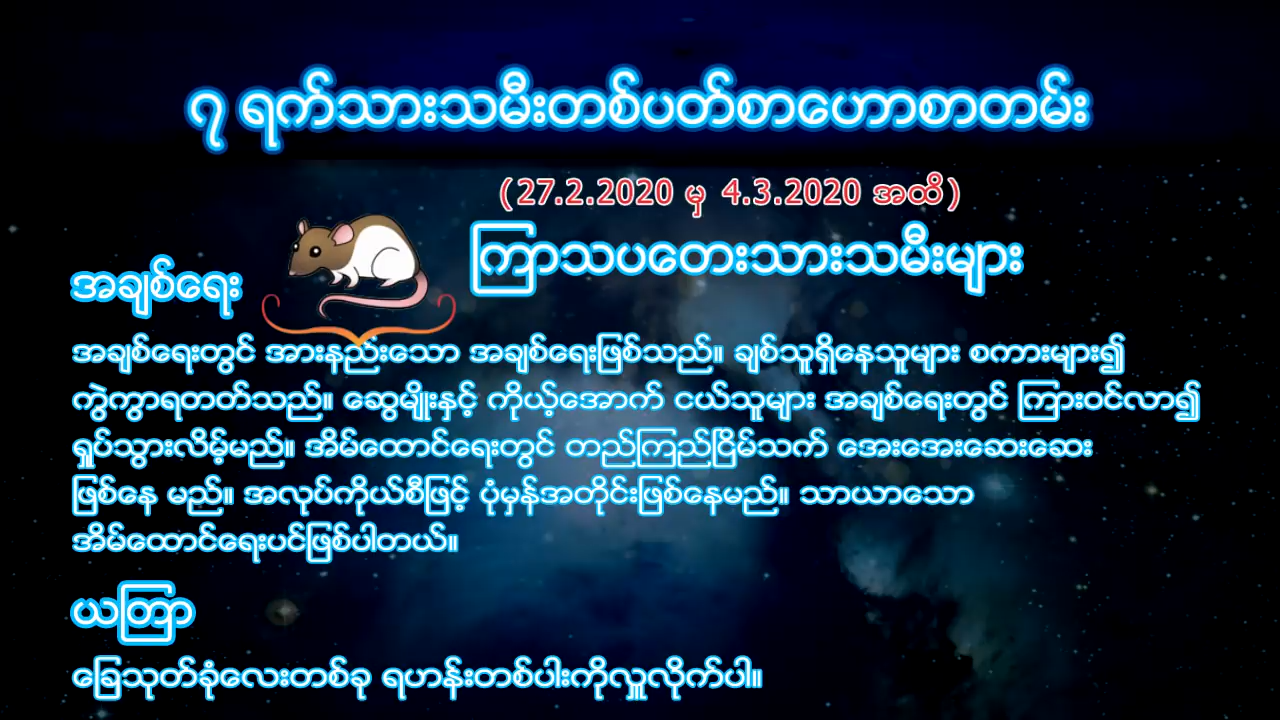 ၇ ရက်သားသမီးတစ်ပတ်စာဟောစာတမ်း
(27.2.2020 မှ 4.3.2020 အထိ)
ကြာသပတေးသားသမီးများ
အချစ်ရေး
အချစ်ရေးတွင် အားနည်းသော အချစ်ရေးဖြစ်သည်။ ချစ်သူရှိနေသူများ စကားများ၍
ကွဲကွာရတတ်သည်။ ဆွေမျိုးနှင့် ကိုယ့်အောက် ငယ်သူများ အချစ်ရေးတွင် ကြားဝင်လာ၍
ရှုပ်သွားလိမ့်မည်။ အိမ်ထောင်ရေးတွင် တည်ကြည်ငြိမ်သက် အေးအေးဆေးဆေး
ဖြစ်နေ မည်။ အလုပ်ကိုယ်စီဖြင့် ပုံမှန်အတိုင်းဖြစ်နေမည်။ သာယာသော
အိမ်ထောင်ရေးပင်ဖြစ်ပါတယ်။
ယတြာ
ခြေသုတ်ခုံလေးတစ်ခု ရဟန်းတစ်ပါးကိုလှူလိုက်ပါ။